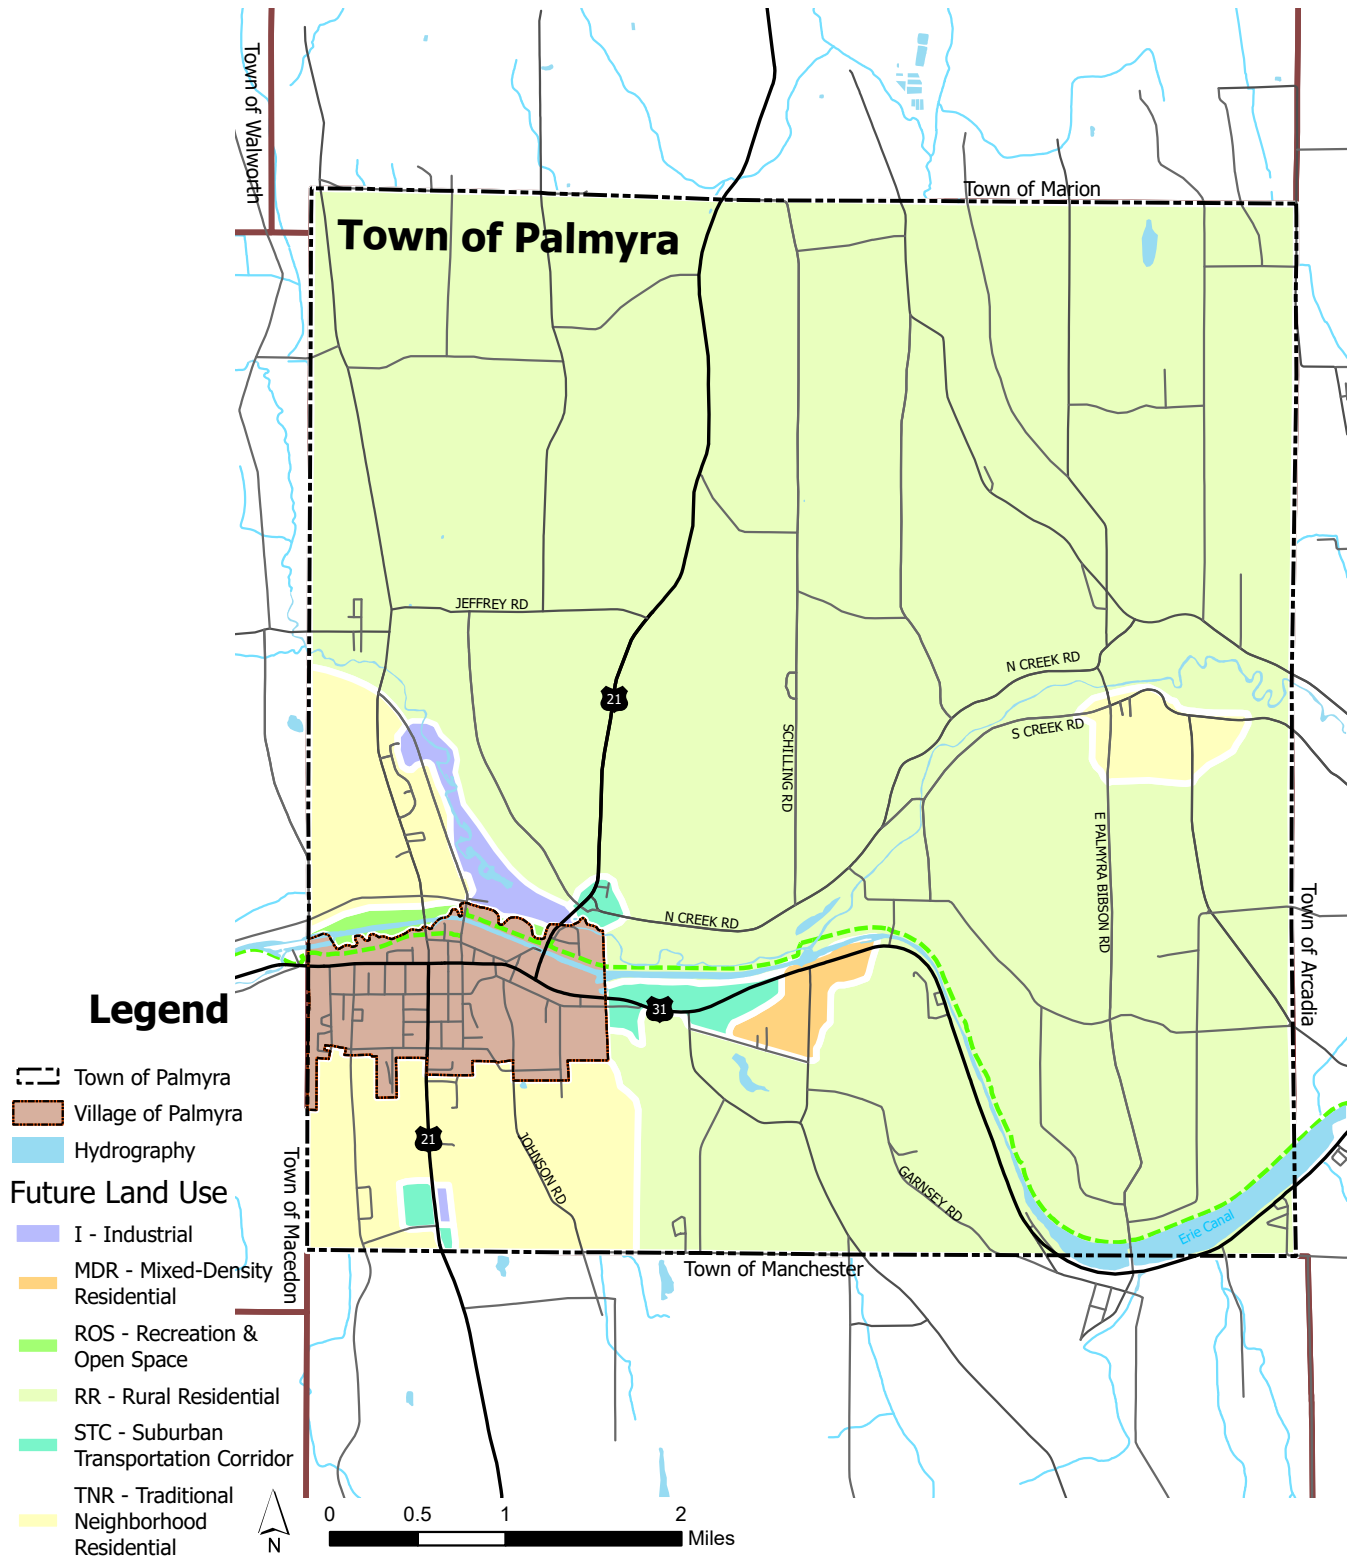 Town of Walworth
Town of Marion
Town of Palmyra
JEFFREY RD
N CREEK RD
21
S CREEK RD
SCHILLING RD
E PALMYRA BIBSON RD
N CREEK RD
Town of Arcadia
31
21
JOHNSON RD
GARNSEY RD
Erie Canal
Town of Macedon
Town of Manchester
Legend
Town of Palmyra
Village of Palmyra
Hydrography
Future Land Use
I - Industrial
MDR - Mixed-Density
Residential
ROS - Recreation &
Open Space
RR - Rural Residential
STC - Suburban
Transportation Corridor
TNR - Traditional
Neighborhood
Residential
N
0 0.5 1 2
Miles